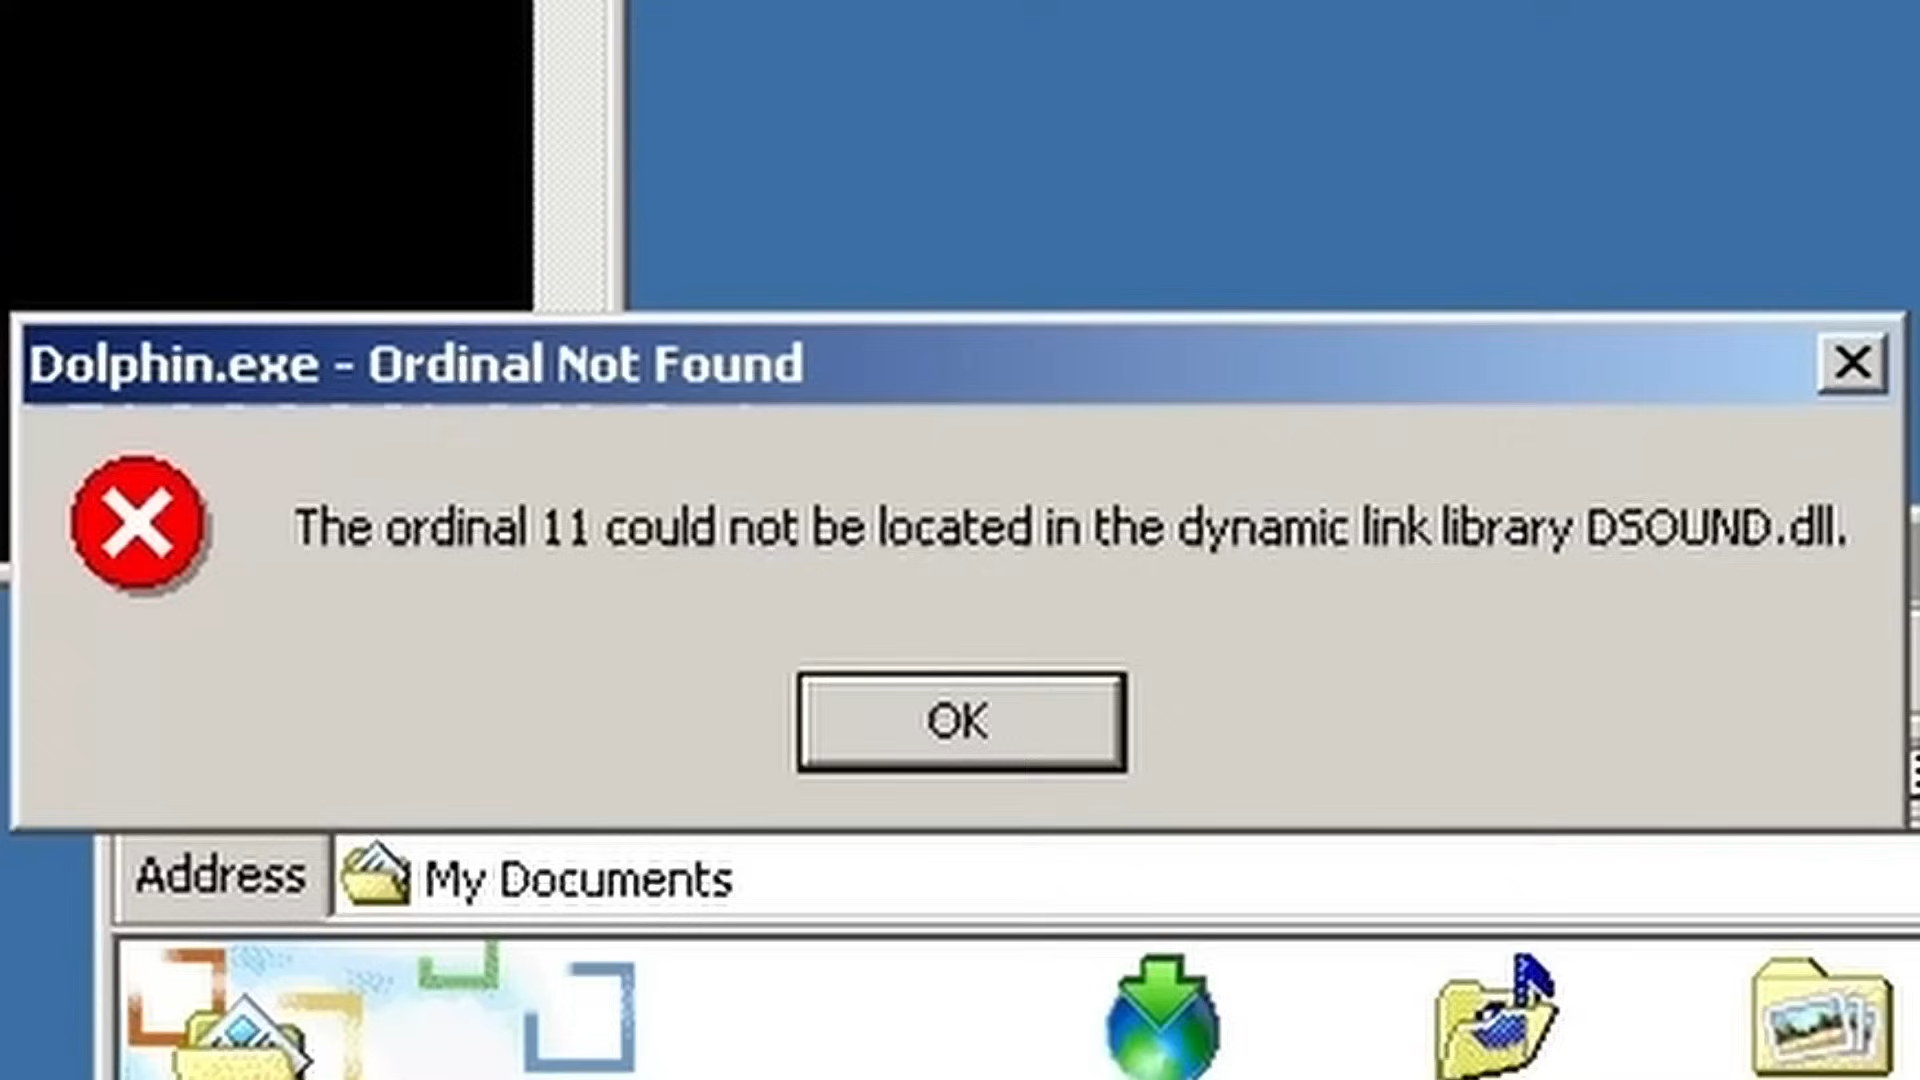 Dolphin.exe - Ordinal Not Found
The ordinal 11 could not be located in the dynamic link library DSOUND.dll.
OK
Address My Documents